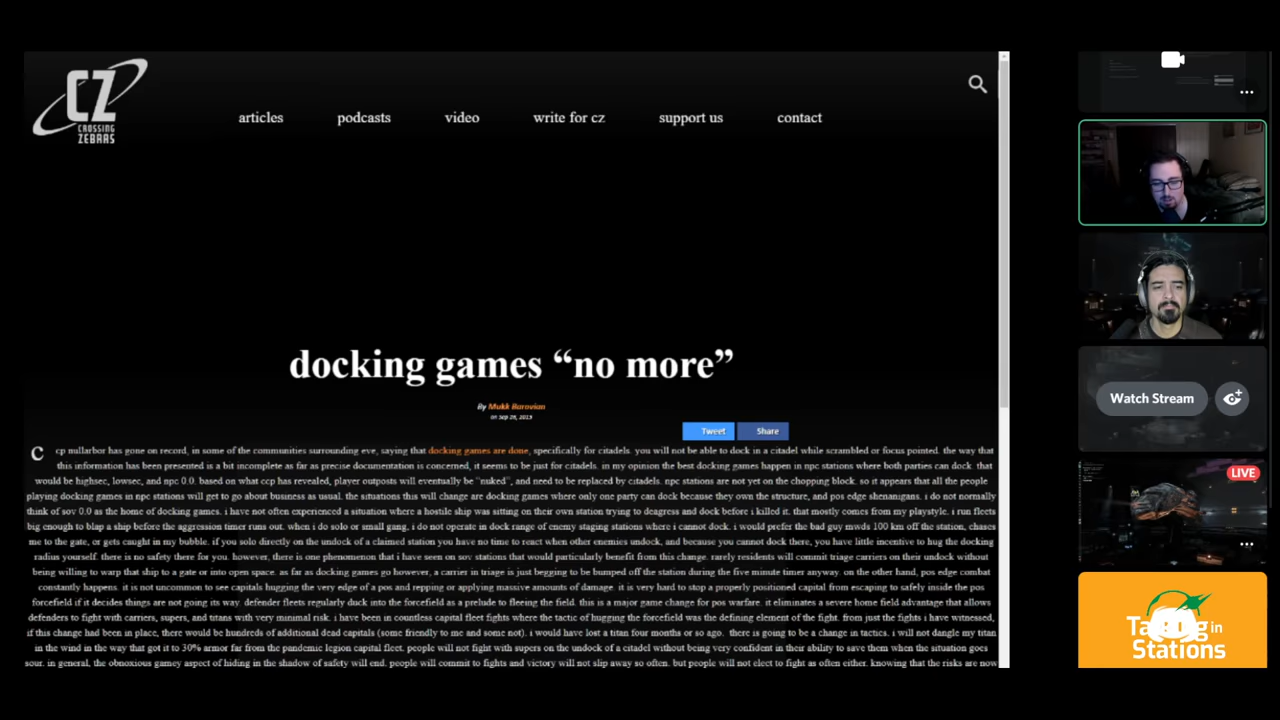 CZ
CROSSING
ZEBRAS
articles podcasts video write for cz support us contact
docking games “no more”
By Mukk Barovian
on Sep 28, 2015
Tweet Share
C cp nullarbor has gone on record, in some of the communities surrounding eve, saying that docking games are done, specifically for citadels. you will not be able to dock in a citadel while scrambled or focus pointed. the way that
this information has been presented is a bit incomplete as far as precise documentation is concerned, it seems to be just for citadels. in my opinion the best docking games happen in npc stations where both parties can dock. that
would be highsec, lowsec, and npc 0.0. based on what ccp has revealed, player outposts will eventually be "nuked", and need to be replaced by citadels. npc stations are not yet on the chopping block. so it appears that all the people
playing docking games in npc stations will get to go about business as usual. the situations this will change are docking games where only one party can dock because they own the structure, and pos edge shenanigans. i do not normally
think of sov 0.0 as the home of docking games. i have not often experienced a situation where a hostile ship was sitting on their own station trying to deagress and dock before i killed it. that mostly comes from my playstyle. i run fleets
big enough to blap a ship before the aggression timer runs out. when i do solo or small gang, i do not operate in dock range of enemy staging stations where i cannot dock. i would prefer the bad guy mwds 100 km off the station, chases
me to the gate, or gets caught in my bubble. if you solo directly on the undock of a claimed station you have no time to react when other enemies undock, and because you cannot dock there, you have little incentive to hug the docking
radius yourself. there is no safety there for you. however, there is one phenomenon that i have seen on sov stations that would particularly benefit from this change. rarely residents will commit triage carriers on their undock without
being willing to warp that ship to a gate or into open space. as far as docking games go however, a carrier in triage is just begging to be bumped off the station during the five minute timer anyway. on the other hand, pos edge combat
constantly happens. it is not uncommon to see capitals hugging the very edge of a pos and repping or applying massive amounts of damage. it is very hard to stop a properly positioned capital from escaping to safely inside the pos
forcefield if it decides things are not going its way. defender fleets regularly duck into the forcefield as a prelude to fleeing the field. this is a major game change for pos warfare. it eliminates a severe home field advantage that allows
defenders to fight with carriers, supers, and titans with very minimal risk. i have been in countless capital fleet fights where the tactic of hugging the forcefield was the defining element of the fight. from just the fights i have witnessed,
if this change had been in place, there would be hundreds of additional dead capitals (some friendly to me and some not). i would have lost a titan four months or so ago. there is going to be a change in tactics. i will not dangle my titan
in the wind in the way that got it to 30% armor far from the pandemic legion capital fleet. people will not fight with supers on the undock of a citadel without being very confident in their ability to save them when the situation goes
sour. in general, the obnoxious gamey aspect of hiding in the shadow of safety will end. people will commit to fights and victory will not slip away so often. but people will not elect to fight as often either. knowing that the risks are now
Watch Stream
LIVE
in
Stations